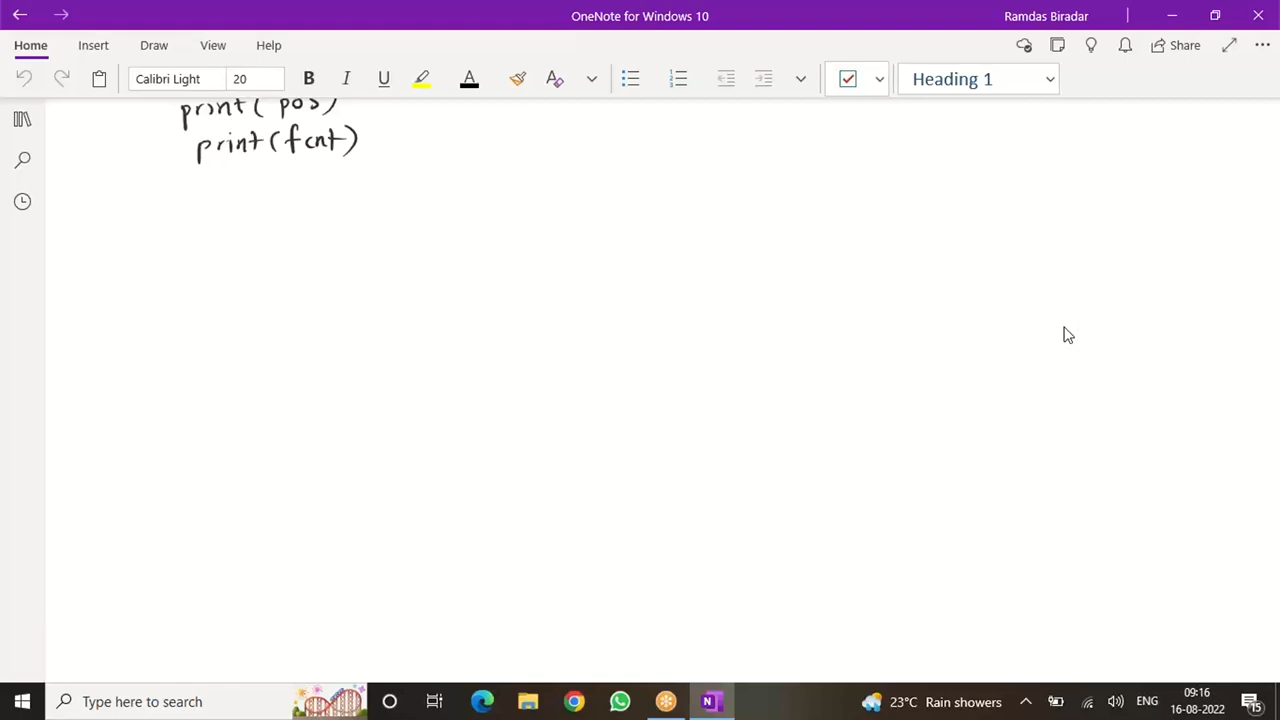 OneNote for Windows 10
Ramdas Biradar
Home Insert Draw View Help
Share
Calibri Light 20 B I U A A Heading 1
print( pos)
print(fcnt)
Type here to search
N
23°C Rain showers
ENG
09:16
16-08-2022
15